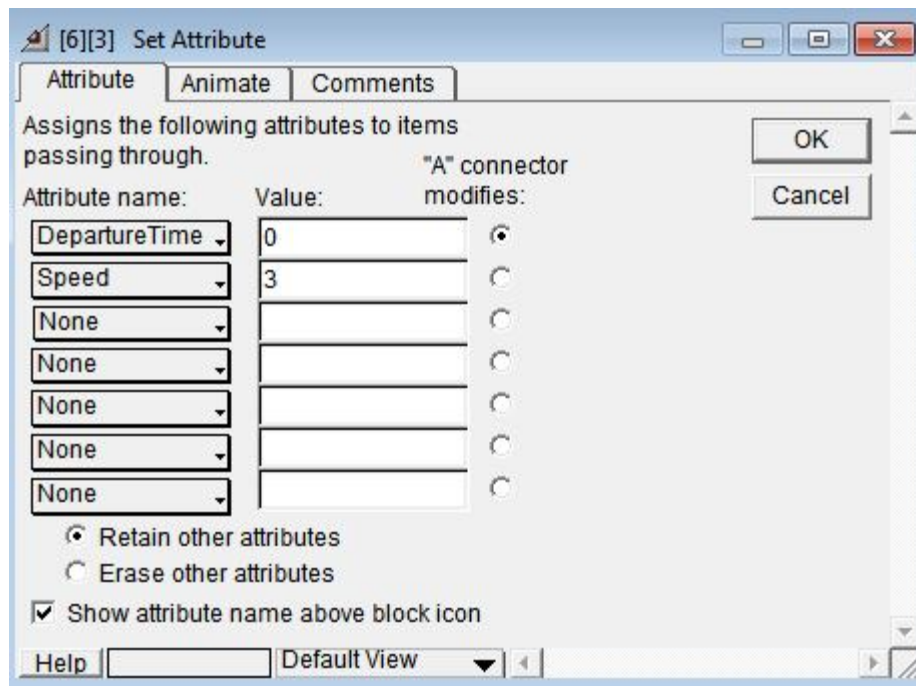 [6][3] Set Attribute
Attribute Animate Comments
Assigns the following attributes to items
passing through.
"A" connector
modifies:
Attribute name: Value:
DepartureTime 0
Speed 3
None
None
None
None
None
Retain other attributes
Erase other attributes
Show attribute name above block icon
OK
Cancel
Help Default View